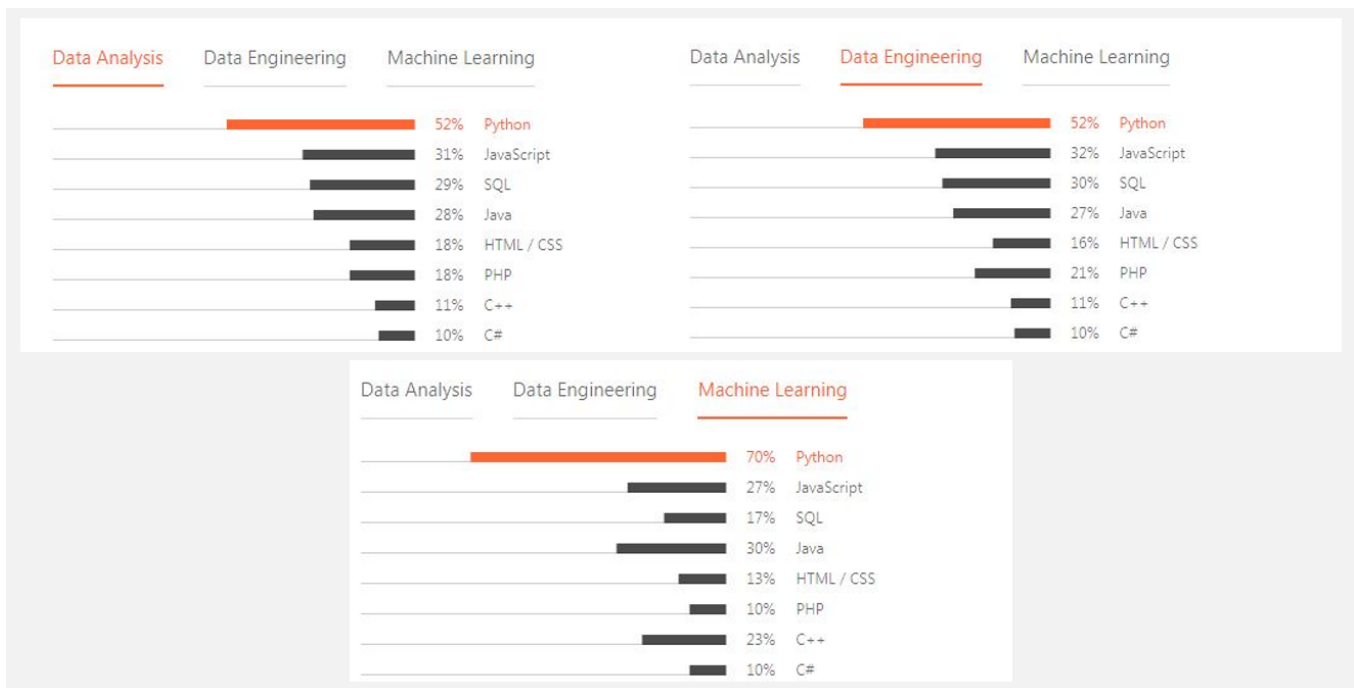 Data Analysis Data Engineering Machine Learning
52% Python
31% JavaScript
29% SQL
28% Java
18% HTML / CSS
18% PHP
11% C++
10% C#
Data Analysis Data Engineering Machine Learning
52% Python
32% JavaScript
30% SQL
27% Java
16% HTML / CSS
21% PHP
11% C++
10% C#
Data Analysis Data Engineering Machine Learning
70% Python
27% JavaScript
17% SQL
30% Java
13% HTML / CSS
10% PHP
23% C++
10% C#